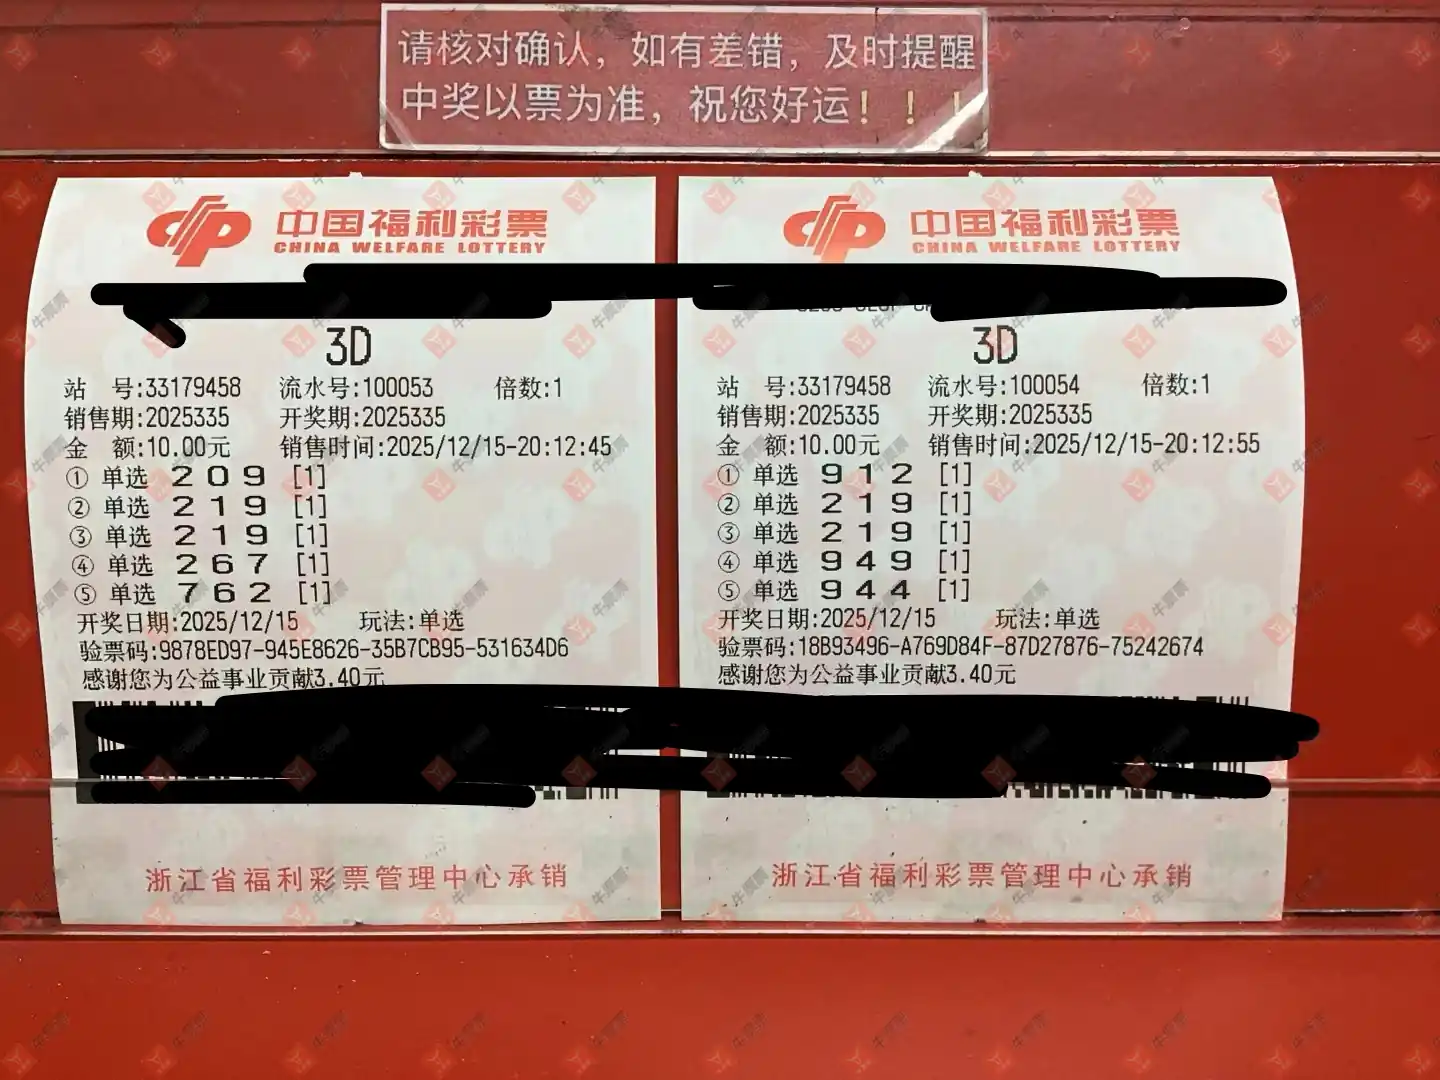 请核对确认，如有差错，及时提醒
中奖以票为准，祝您好运！！！
中国福利彩票
CHINA WELFARE LOTTERY
3D
站 号:33179458 流水号:100053 倍数:1
销售期:2025335 开奖期:2025335
金 额:10.00元 销售时间:2025/12/15-20:12:45
① 单选 2 0 9 [1]
② 单选 2 1 9 [1]
③ 单选 2 1 9 [1]
④ 单选 2 6 7 [1]
⑤ 单选 7 6 2 [1]
开奖日期:2025/12/15 玩法:单选
验票码:9878ED97-945E8626-35B7CB95-531634D6
感谢您为公益事业贡献3.40元
浙江省福利彩票管理中心承销
中国福利彩票
CHINA WELFARE LOTTERY
3D
站 号:33179458 流水号:100054 倍数:1
销售期:2025335 开奖期:2025335
金 额:10.00元 销售时间:2025/12/15-20:12:55
① 单选 9 1 2 [1]
② 单选 2 1 9 [1]
③ 单选 2 1 9 [1]
④ 单选 9 4 9 [1]
⑤ 单选 9 4 4 [1]
开奖日期:2025/12/15 玩法:单选
验票码:18B93496-A769D84F-87D27876-75242674
感谢您为公益事业贡献3.40元
浙江省福利彩票管理中心承销